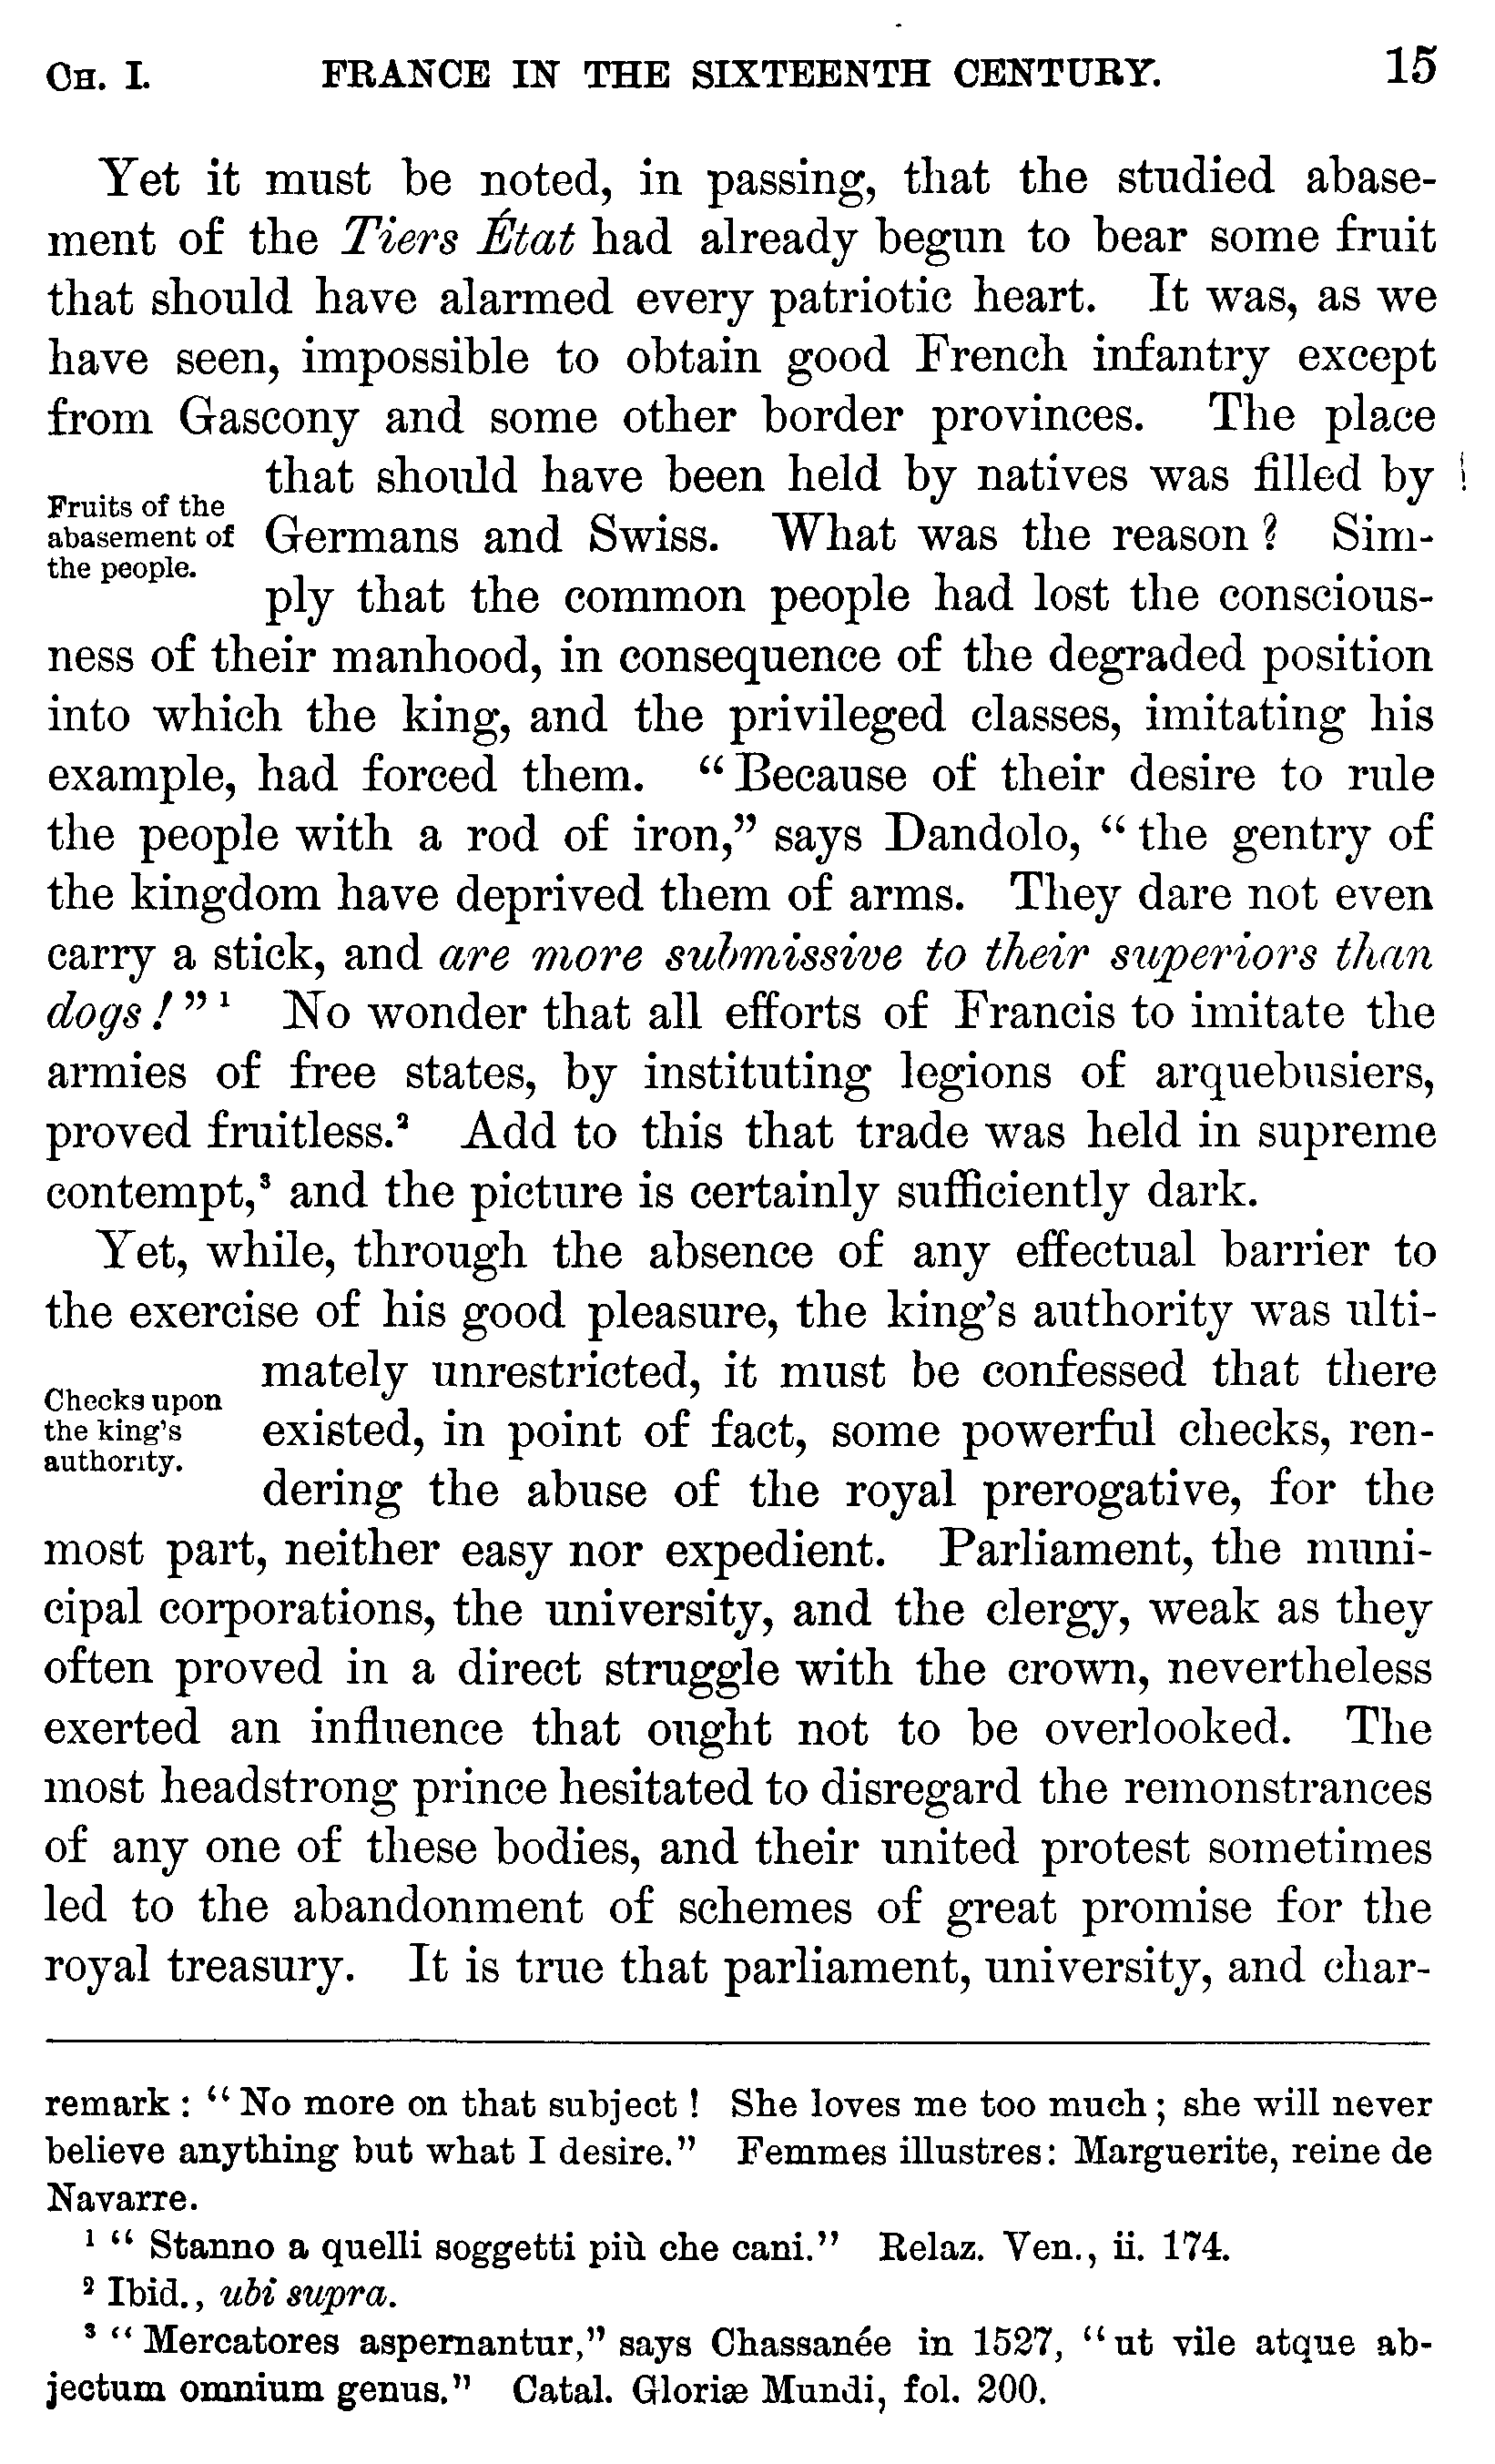 CH. I. FRANCE IN THE SIXTEENTH CENTURY. 15
Yet it must be noted, in passing, that the studied abase-
ment of the Tiers État had already begun to bear some fruit
that should have alarmed every patriotic heart. It was, as we
have seen, impossible to obtain good French infantry except
from Gascony and some other border provinces. The place
Fruits of the
abasement of
the people.
that should have been held by natives was filled by
Germans and Swiss. What was the reason? Sim-
ply that the common people had lost the conscious-
ness of their manhood, in consequence of the degraded position
into which the king, and the privileged classes, imitating his
example, had forced them. "Because of their desire to rule
the people with a rod of iron," says Dandolo, "the gentry of
the kingdom have deprived them of arms. They dare not even
carry a stick, and are more submissive to their superiors than
dogs!"¹ No wonder that all efforts of Francis to imitate the
armies of free states, by instituting legions of arquebusiers,
proved fruitless.² Add to this that trade was held in supreme
contempt,³ and the picture is certainly sufficiently dark.
Yet, while, through the absence of any effectual barrier to
the exercise of his good pleasure, the king's authority was ulti-
Checks upon
the king's
authority.
mately unrestricted, it must be confessed that there
existed, in point of fact, some powerful checks, ren-
dering the abuse of the royal prerogative, for the
most part, neither easy nor expedient. Parliament, the muni-
cipal corporations, the university, and the clergy, weak as they
often proved in a direct struggle with the crown, nevertheless
exerted an influence that ought not to be overlooked. The
most headstrong prince hesitated to disregard the remonstrances
of any one of these bodies, and their united protest sometimes
led to the abandonment of schemes of great promise for the
royal treasury. It is true that parliament, university, and char-
remark: "No more on that subject! She loves me too much; she will never
believe anything but what I desire." Femmes illustres: Marguerite, reine de
Navarre.
¹ "Stanno a quelli soggetti più che cani." Relaz. Ven., ii. 174.
² Ibid., ubi supra.
³ "Mercatores aspernantur," says Chassanée in 1527, "ut vile atque ab-
jectum omnium genus." Catal. Gloriæ Mundi, fol. 200.